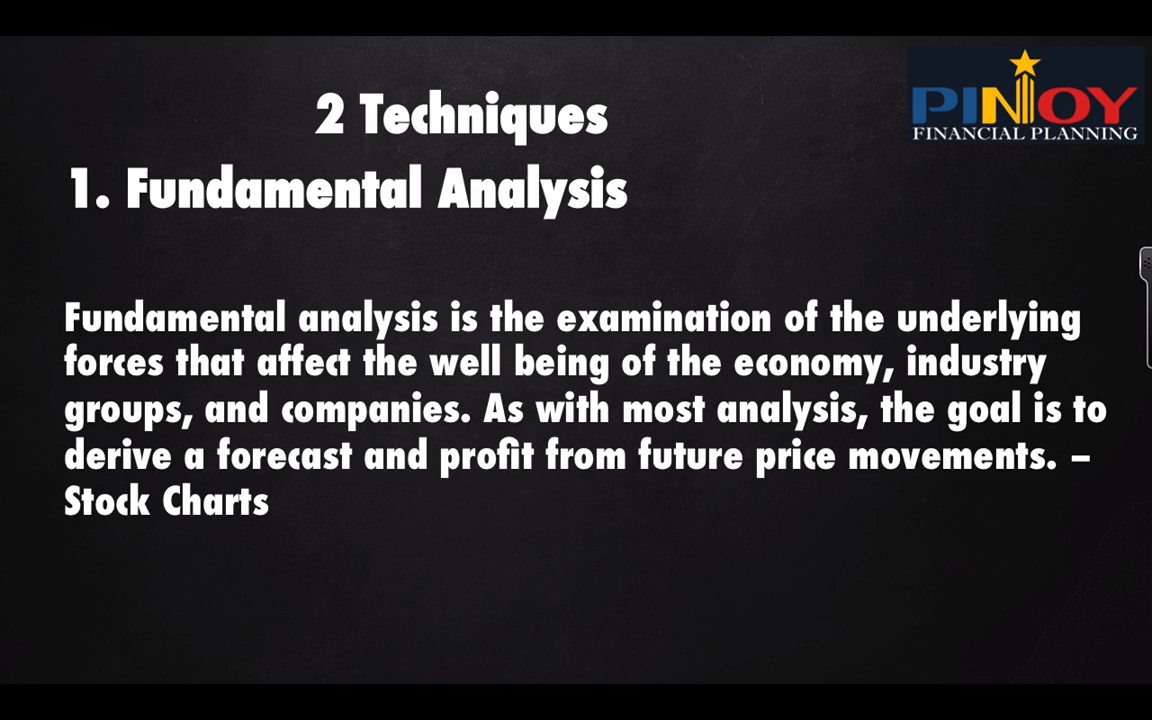 PINOY
FINANCIAL PLANNING
2 Techniques
1. Fundamental Analysis
Fundamental analysis is the examination of the underlying
forces that affect the well being of the economy, industry
groups, and companies. As with most analysis, the goal is to
derive a forecast and profit from future price movements. –
Stock Charts